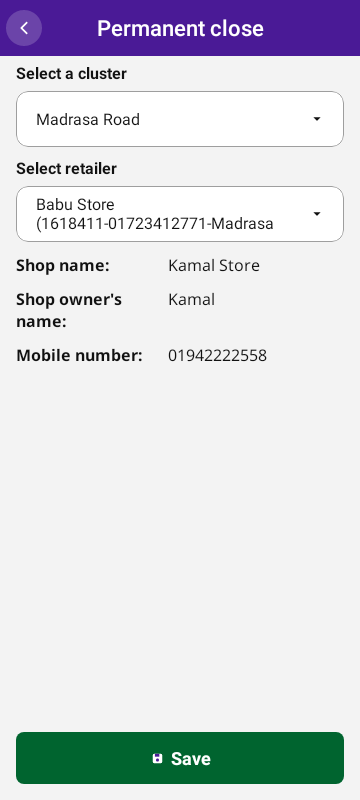 Permanent close
Select a cluster
Madrasa Road
Select retailer
Babu Store
(1618411-01723412771-Madrasa
Shop name: Kamal Store
Shop owner's Kamal
name:
Mobile number: 01942222558
Save